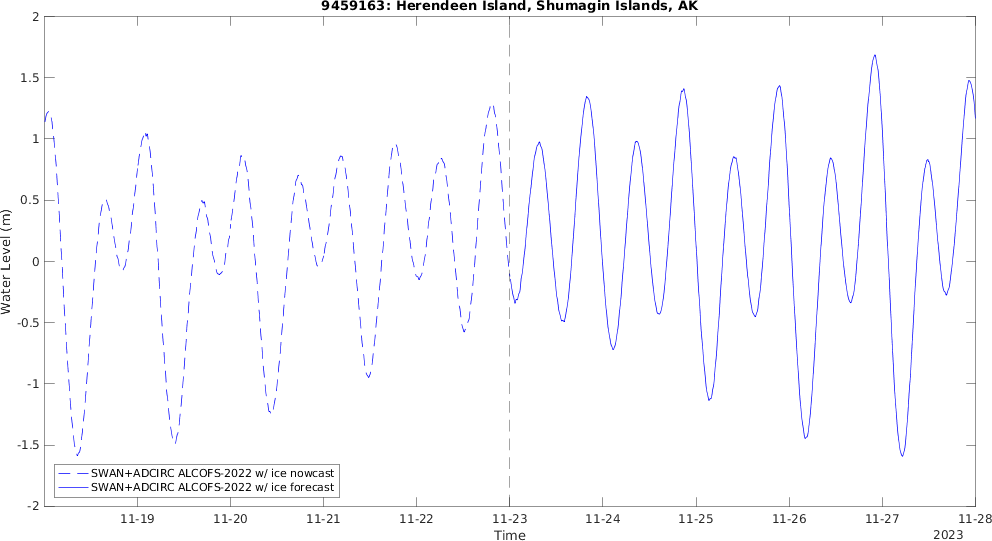 9459163: Herendeen Island, Shumagin Islands, AK
2
1.5
1
0.5
0
-0.5
-1
-1.5
-2
Water Level (m)
SWAN+ADCIRC ALCOFS-2022 w/ ice nowcast
SWAN+ADCIRC ALCOFS-2022 w/ ice forecast
11-19 11-20 11-21 11-22 11-23 11-24 11-25 11-26 11-27 11-28
Time
2023